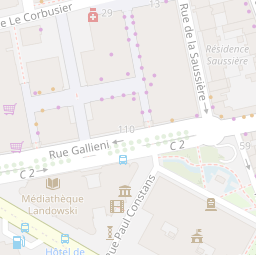 e Le Corbusier
29
13
Rue de la Saussière
Résidence
Saussière
110
Rue Gallieni
C 2
59
C 2
Médiathèque
Landowski
rue Paul Constans
Hôtel de